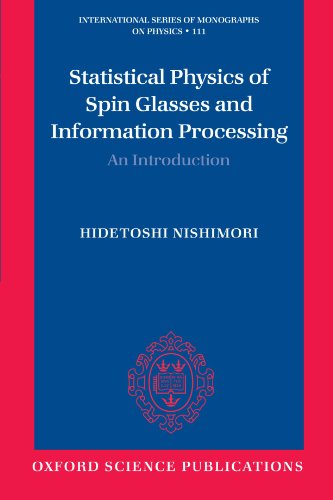 INTERNATIONAL SERIES OF MONOGRAPHS
ON PHYSICS • 111
Statistical Physics of
Spin Glasses and
Information Processing
An Introduction
HIDETOSHI NISHIMORI
OXFORD SCIENCE PUBLICATIONS